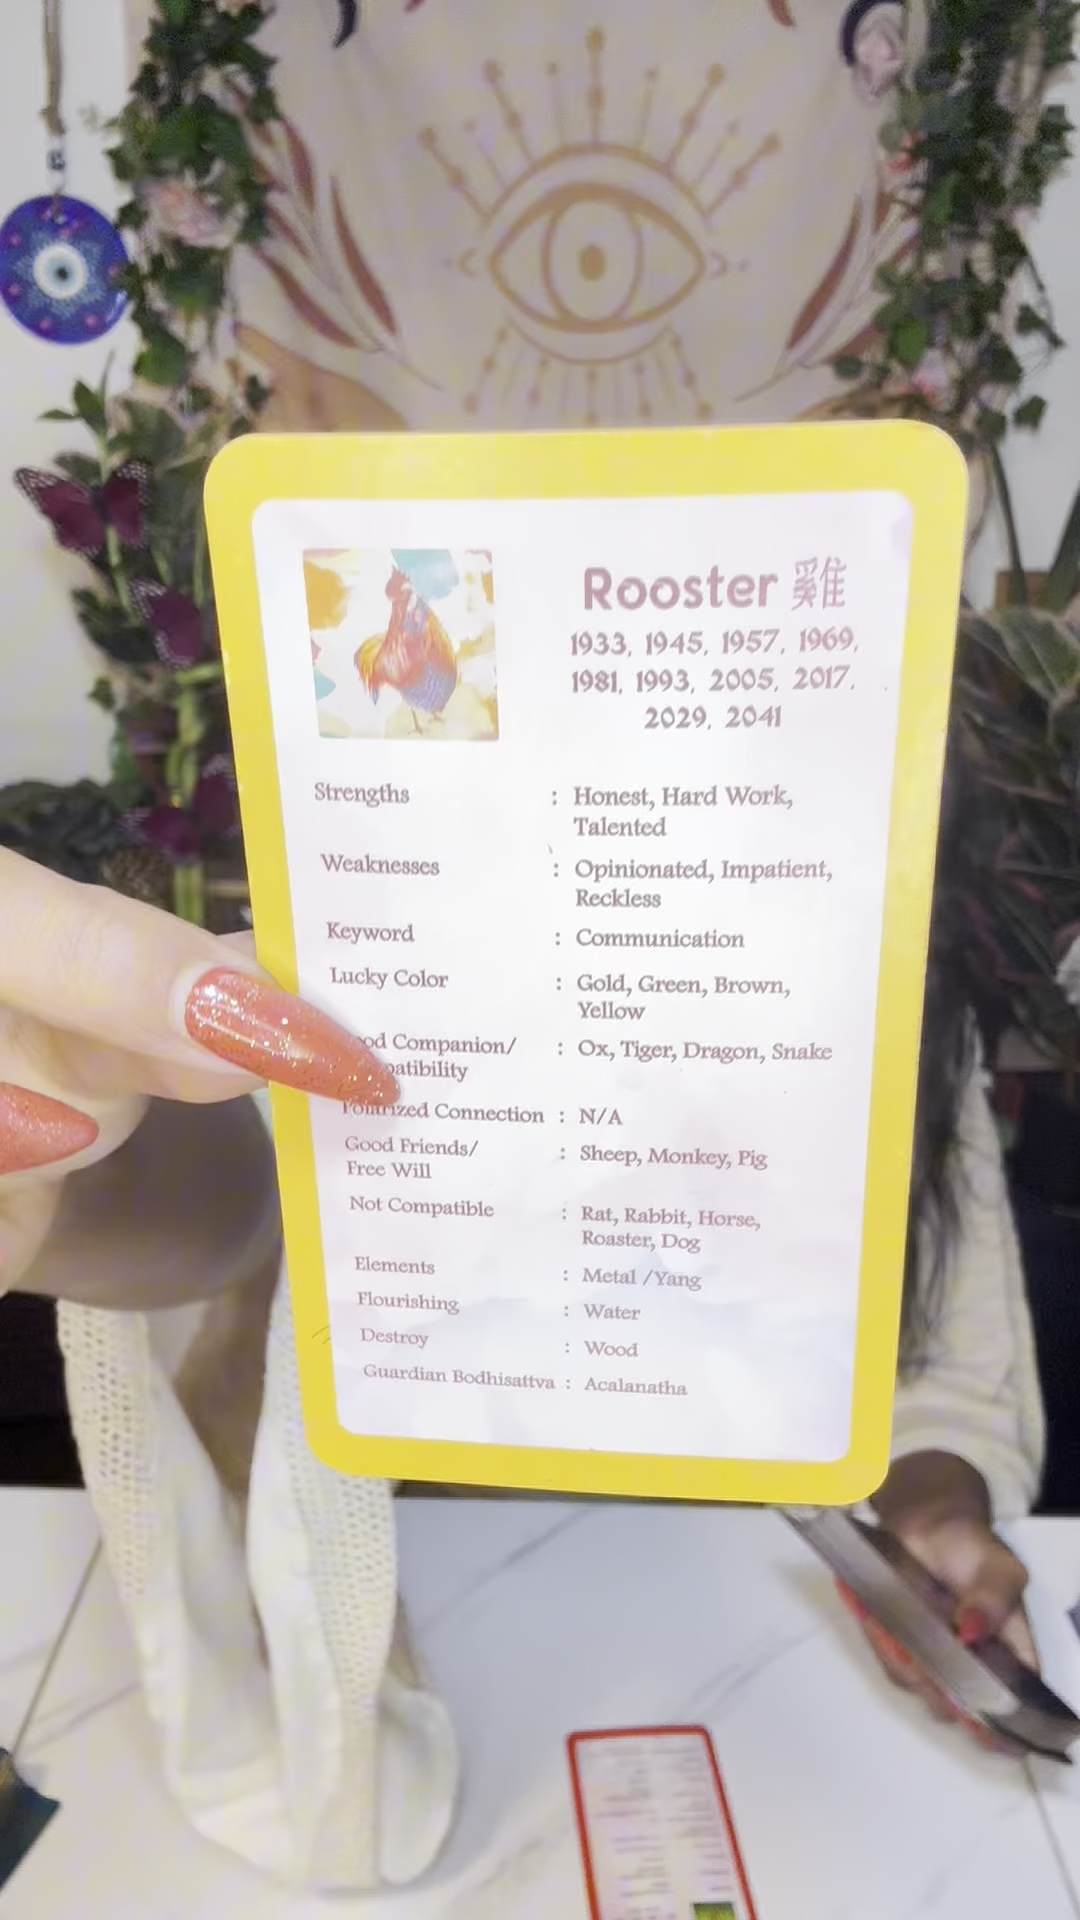 Rooster 雞
1933, 1945, 1957, 1969,
1981, 1993, 2005, 2017,
2029, 2041
Strengths : Honest, Hard Work,
Talented
Weaknesses : Opinionated, Impatient,
Reckless
Keyword : Communication
Lucky Color : Gold, Green, Brown,
Yellow
Companion/ : Ox, Tiger, Dragon, Snake
Polarized Connection : N/A
Good Friends/ : Sheep, Monkey, Pig
Free Will
Not Compatible : Rat, Rabbit, Horse,
Roaster, Dog
Elements : Metal /Yang
Flourishing : Water
Destroy : Wood
Guardian Bodhisattva : Acalanatha